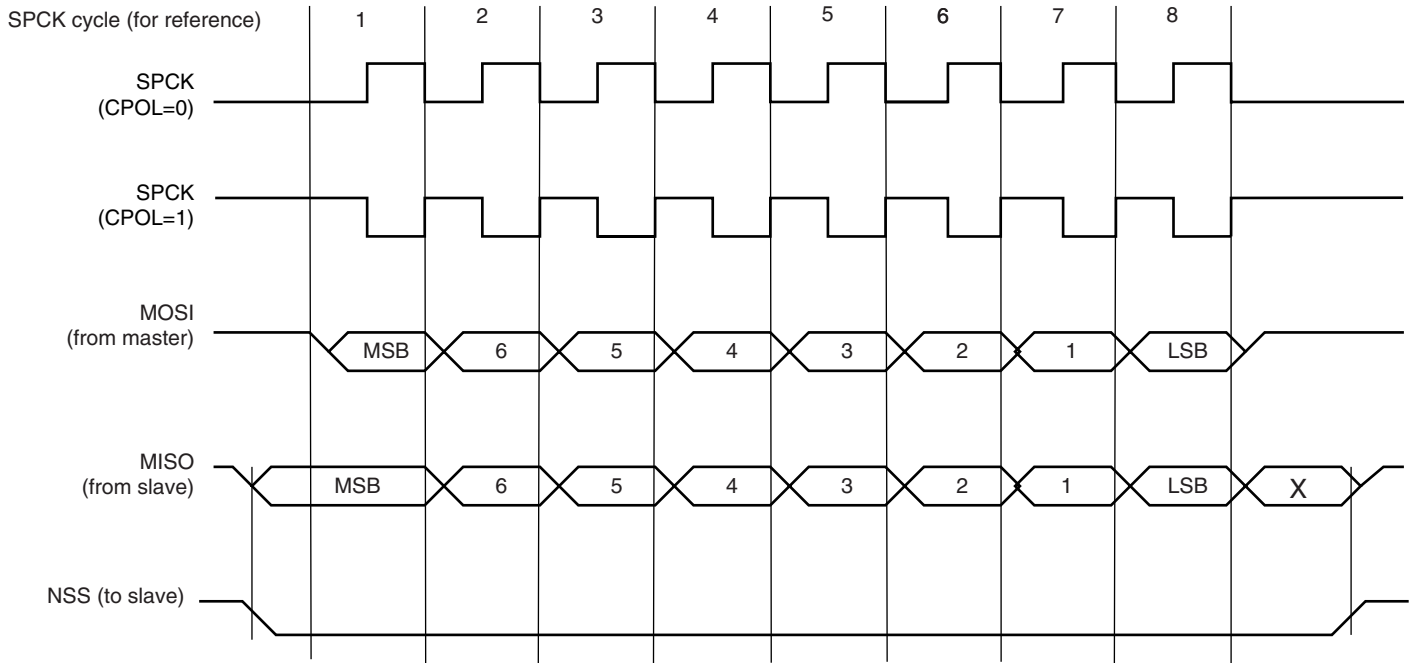 SPCK cycle (for reference) 1 2 3 4 5 6 7 8
SPCK
(CPOL=0)
SPCK
(CPOL=1)
MOSI
(from master)
MSB 6 5 4 3 2 1 LSB
MISO
(from slave)
MSB 6 5 4 3 2 1 LSB X
NSS (to slave)